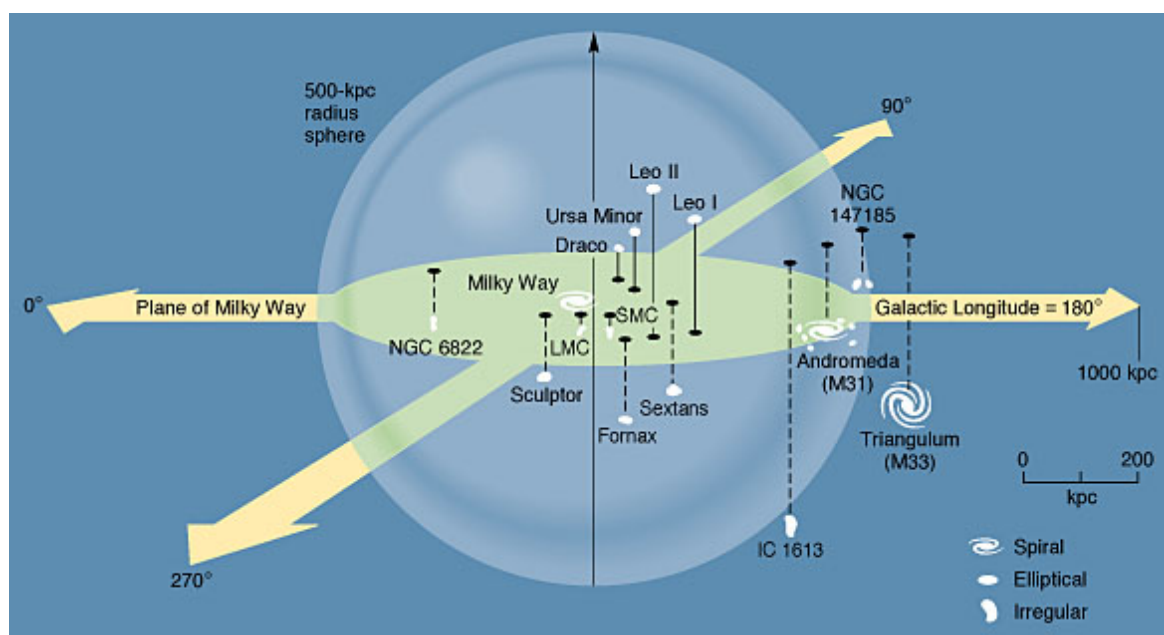 500-kpc
radius
sphere
90°
Leo II
NGC
147185
Leo I
Ursa Minor
Draco
Milky Way
0°
Plane of Milky Way
Galactic Longitude = 180°
SMC
NGC 6822
LMC
Andromeda
(M31)
1000 kpc
Sculptor
Sextans
Fornax
Triangulum
(M33)
0
200
kpc
IC 1613
270°
Spiral
Elliptical
Irregular